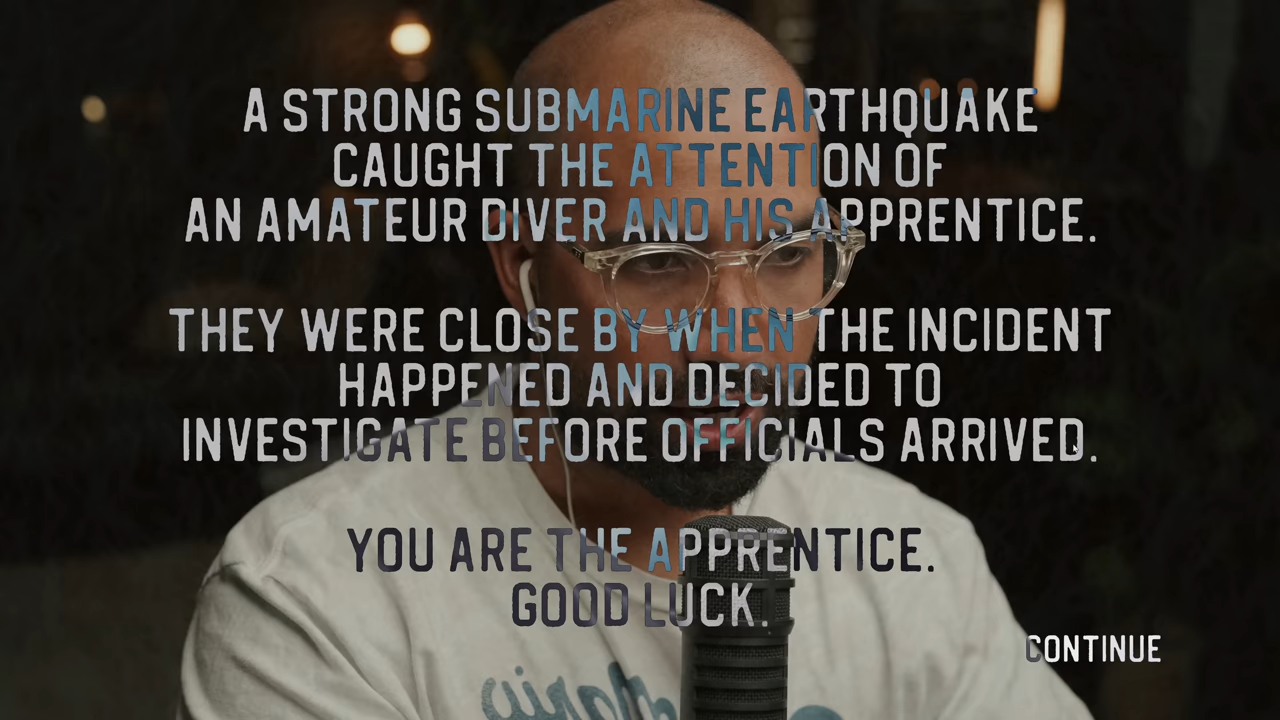 A STRONG SUBMARINE EARTHQUAKE
CAUGHT THE ATTENTION OF
AN AMATEUR DIVER AND HIS APPRENTICE.
THEY WERE CLOSE BY WHEN THE INCIDENT
HAPPENED AND DECIDED TO
INVESTIGATE BEFORE OFFICIALS ARRIVED.
YOU ARE THE APPRENTICE.
GOOD LUCK.
CONTINUE